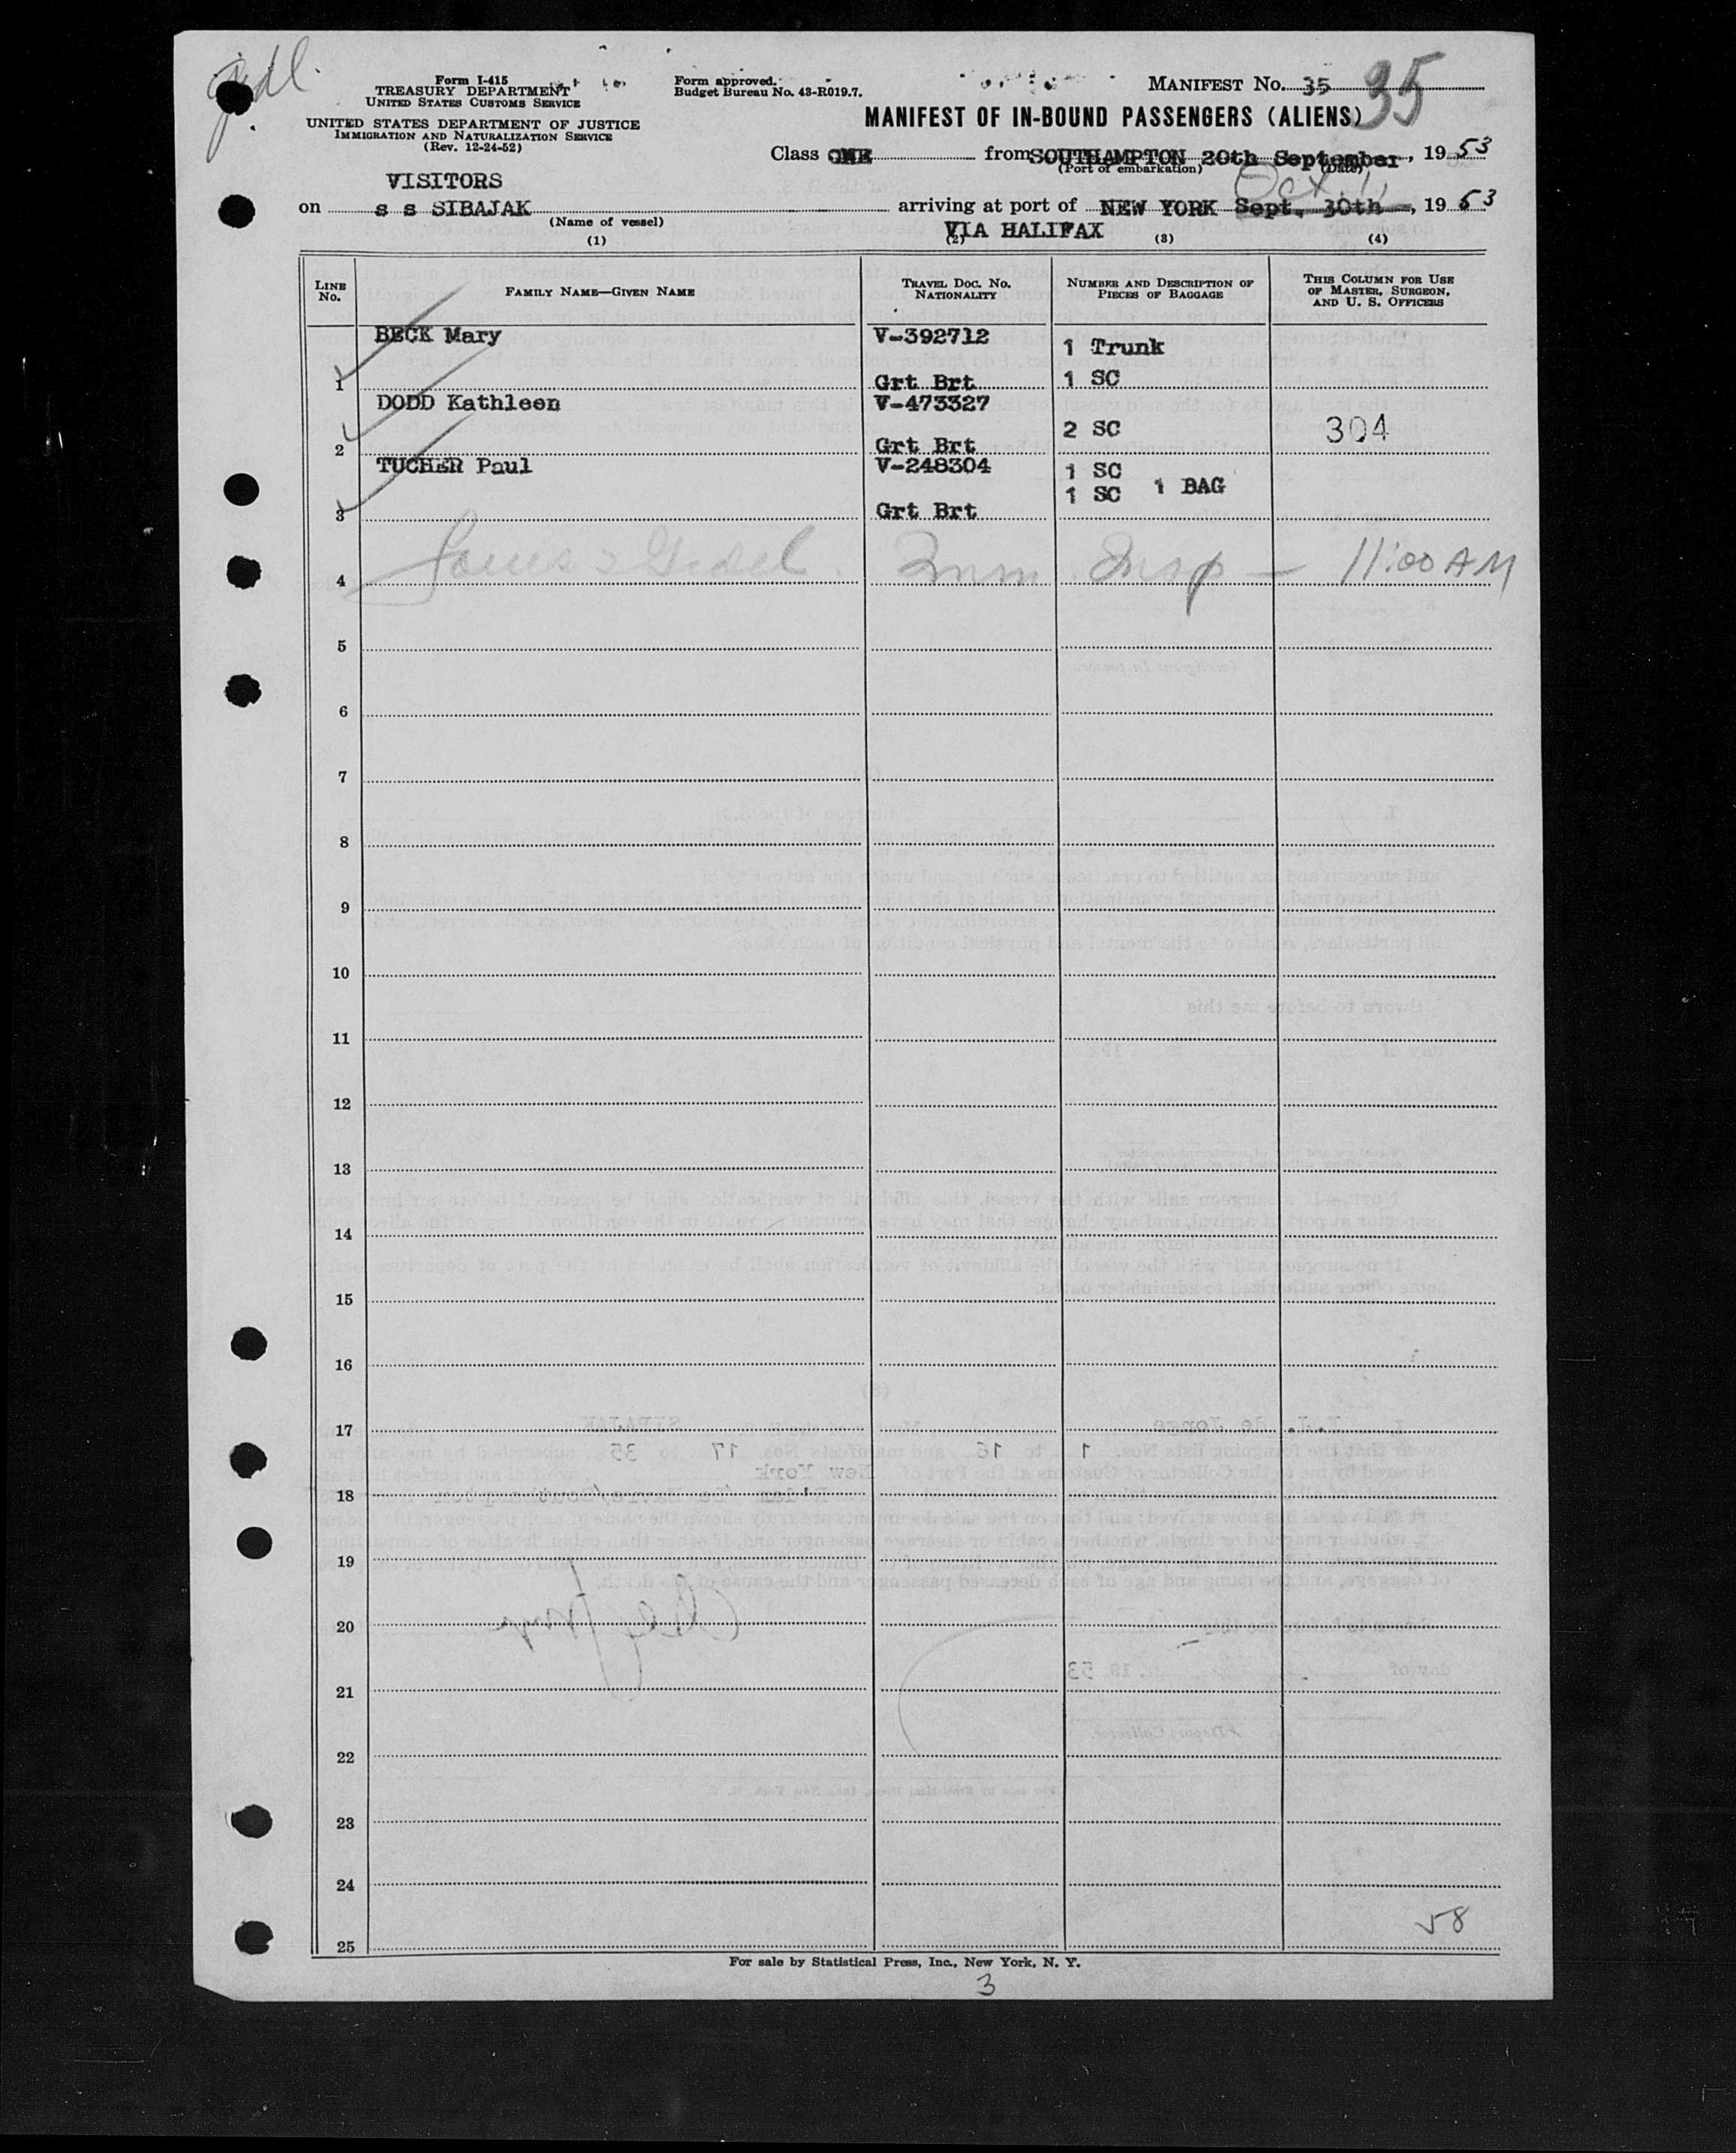 gdl.
Form I-415
TREASURY DEPARTMENT
UNITED STATES CUSTOMS SERVICE
UNITED STATES DEPARTMENT OF JUSTICE
IMMIGRATION AND NATURALIZATION SERVICE
(Rev. 12-24-52)
Form approved.
Budget Bureau No. 43-R019.7.
MANIFEST NO. 35 35
MANIFEST OF IN-BOUND PASSENGERS (ALIENS)
Class ONE from SOUTHAMPTON 20th September, 1953
(Port of embarkation) (Date)
VISITORS
Oct. 1,
on s s SIBAJAK arriving at port of NEW YORK Sept. 30th, 1953
(Name of vessel) VIA HALIFAX
(1) (2) (3) (4)
LINE NO. FAMILY NAME—GIVEN NAME TRAVEL DOC. NO. NATIONALITY NUMBER AND DESCRIPTION OF PIECES OF BAGGAGE THIS COLUMN FOR USE OF MASTER, SURGEON, AND U. S. OFFICERS
BECK Mary V-392712 1 Trunk
1 Grt Brt 1 SC
DODD Kathleen V-473327
2 SC 304
2 Grt Brt
TUCHER Paul V-248304 1 SC
1 SC 1 BAG
3 Grt Brt
4 Imm Insp — 11:00 AM
5
6
7
8
9
10
11
12
13
14
15
16
17
18
19
20
21
22
23
24
58
25
For sale by Statistical Press, Inc., New York, N. Y.
3